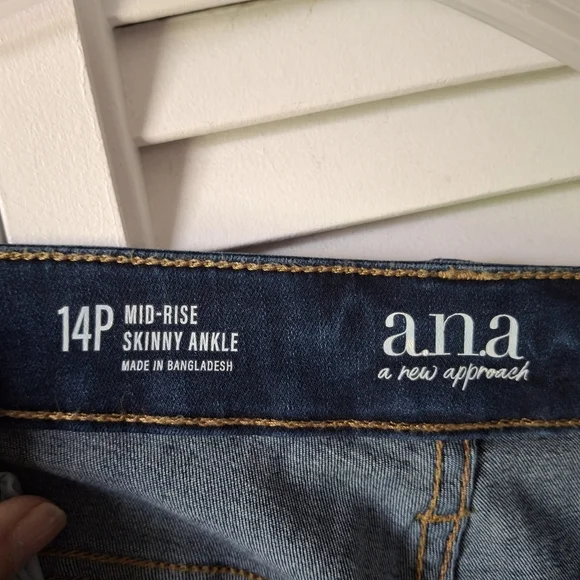 14P
MID-RISE
SKINNY ANKLE
MADE IN BANGLADESH
a.n.a
a new approach